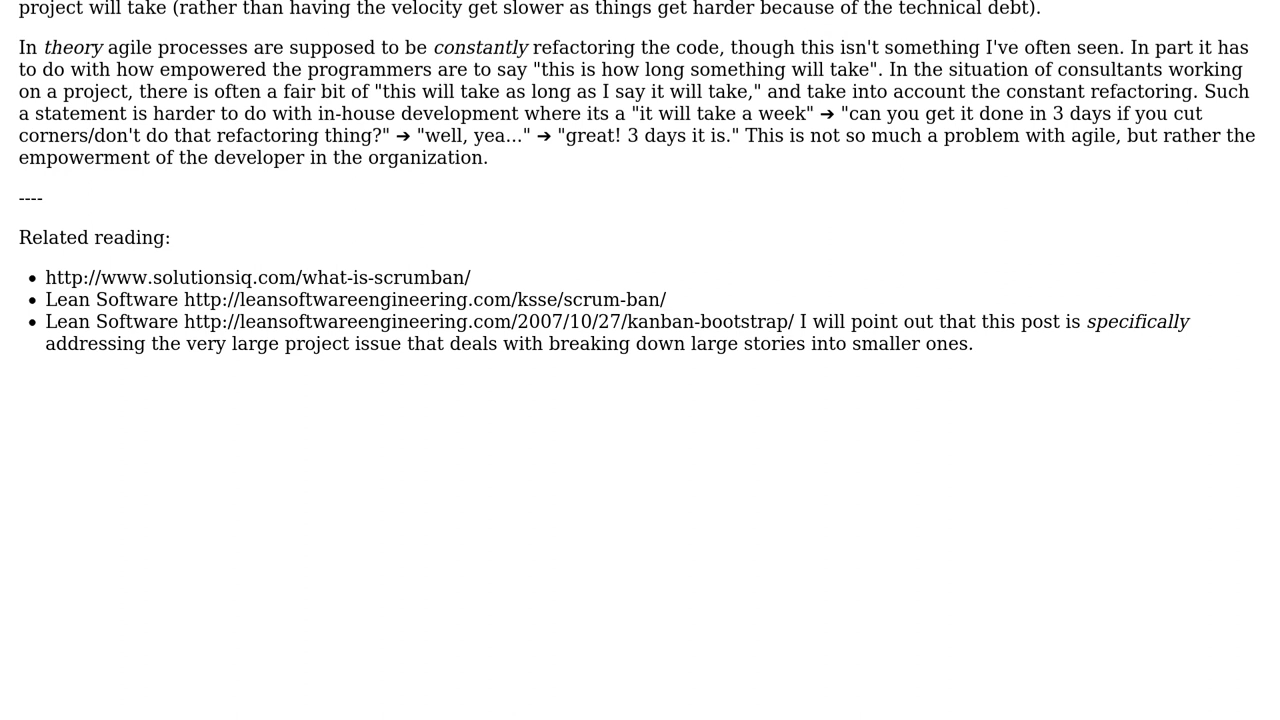 project will take (rather than having the velocity get slower as things get harder because of the technical debt).
In theory agile processes are supposed to be constantly refactoring the code, though this isn't something I've often seen. In part it has
to do with how empowered the programmers are to say "this is how long something will take". In the situation of consultants working
on a project, there is often a fair bit of "this will take as long as I say it will take," and take into account the constant refactoring. Such
a statement is harder to do with in-house development where its a "it will take a week" ➔ "can you get it done in 3 days if you cut
corners/don't do that refactoring thing?" ➔ "well, yea..." ➔ "great! 3 days it is." This is not so much a problem with agile, but rather the
empowerment of the developer in the organization.
----
Related reading:
• http://www.solutionsiq.com/what-is-scrumban/
• Lean Software http://leansoftwareengineering.com/ksse/scrum-ban/
• Lean Software http://leansoftwareengineering.com/2007/10/27/kanban-bootstrap/ I will point out that this post is specifically
addressing the very large project issue that deals with breaking down large stories into smaller ones.